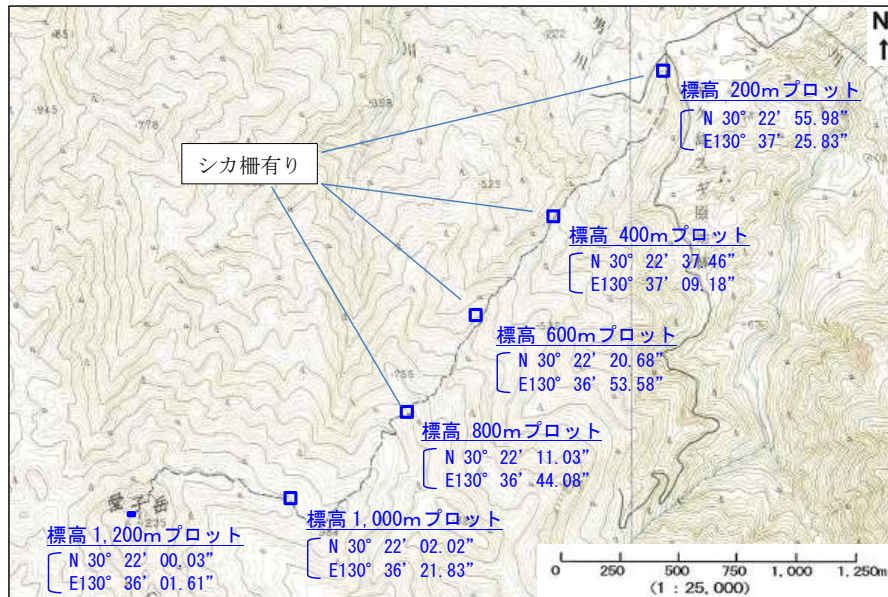 N
標高 200mプロット
N 30° 22’ 55.98”
E130° 37’ 25.83”
シカ柵有り
標高 400mプロット
N 30° 22’ 37.46”
E130° 37’ 09.18”
標高 600mプロット
N 30° 22’ 20.68”
E130° 36’ 53.58”
標高 800mプロット
N 30° 22’ 11.03”
E130° 36’ 44.08”
愛子岳
標高 1,000mプロット
N 30° 22’ 02.02”
E130° 36’ 21.83”
標高 1,200mプロット
N 30° 22’ 00.03”
E130° 36’ 01.61”
0 250 500 750 1,000 1,250m
(1 : 25,000)
945
778
358
222
525
755